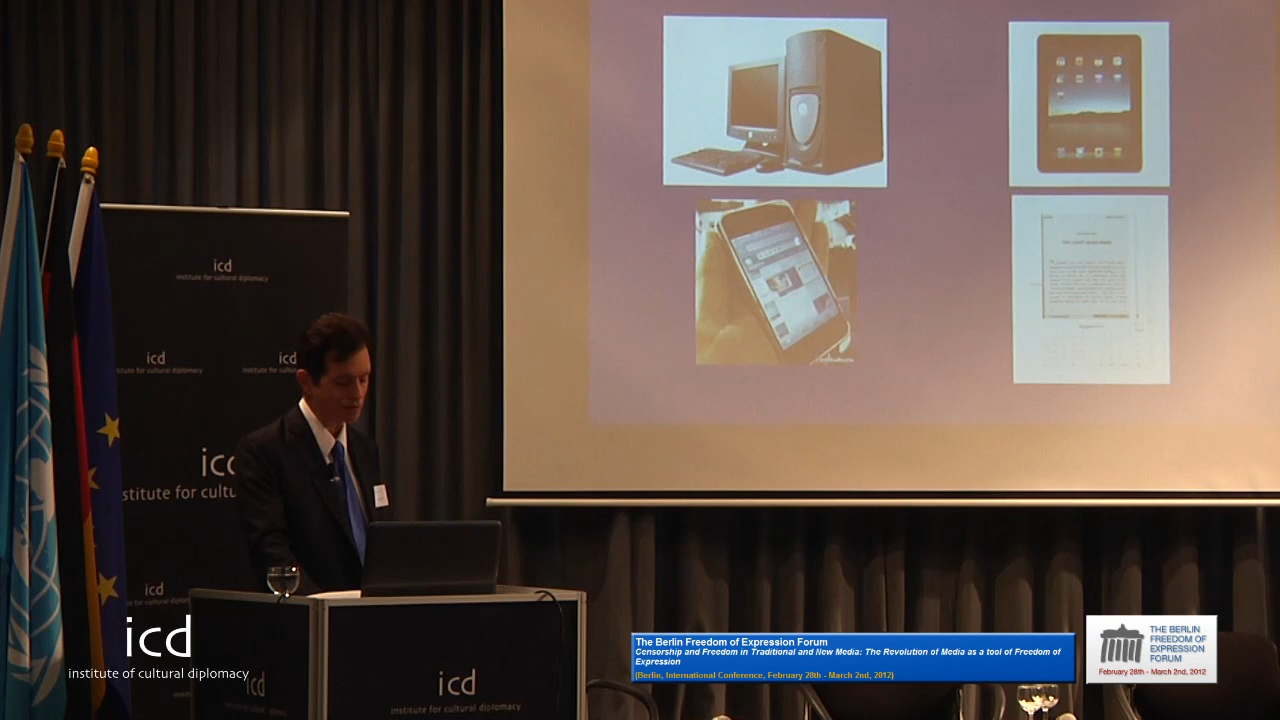 icd
institute for cultural diplomacy
icd
institute for cultural diplomacy
icd
institute for cul
icd
institute for cultu
icd
icd
institute of cultural diplomacy
icd
icd
institute for cultural diplomacy
The Berlin Freedom of Expression Forum
Censorship and Freedom in Traditional and New Media: The Revolution of Media as a tool of Freedom of
Expression
(Berlin, International Conference, February 28th - March 2nd, 2012)
THE BERLIN
FREEDOM OF
EXPRESSION
FORUM
February 28th - March 2nd, 2012